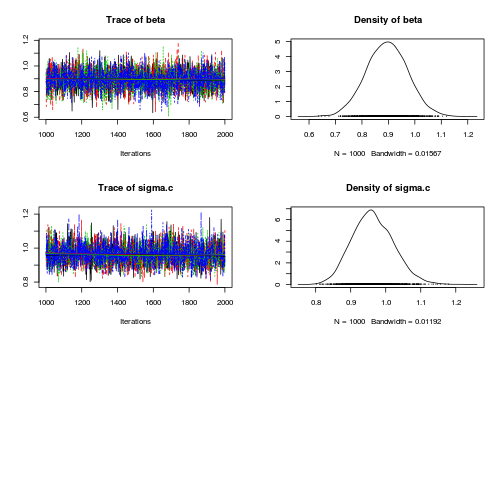 Trace of beta
0.6 0.8 1.0 1.2
1000 1200 1400 1600 1800 2000
Iterations
Density of beta
0 1 2 3 4 5
0.6 0.7 0.8 0.9 1.0 1.1 1.2
N = 1000 Bandwidth = 0.01567
Trace of sigma.c
0.8 1.0 1.2
1000 1200 1400 1600 1800 2000
Iterations
Density of sigma.c
0 2 4 6
0.8 0.9 1.0 1.1 1.2
N = 1000 Bandwidth = 0.01192